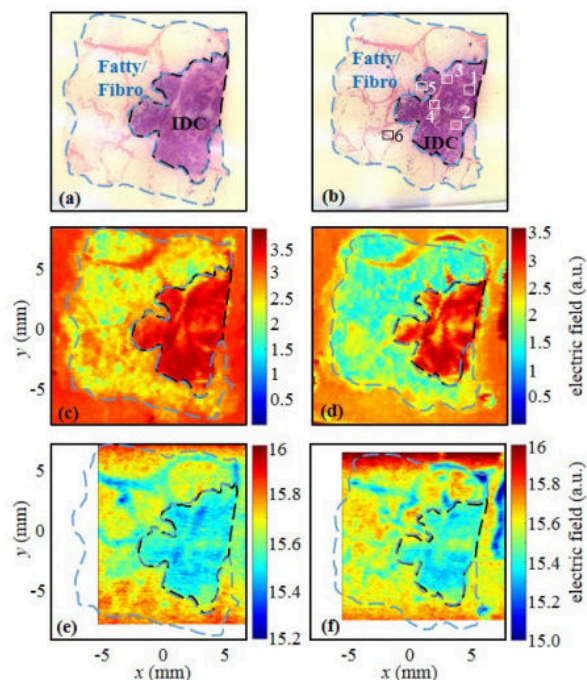 Fatty/
Fibro
IDC
(a)
Fatty/
Fibro
3
1
5
4
2
6
IDC
(b)
5
0
-5
y (mm)
(c)
3.5
3
2.5
2
1.5
1
0.5
(d)
3.5
3
2.5
2
1.5
1
0.5
electric field (a.u.)
5
0
-5
y (mm)
(e)
16
15.8
15.6
15.4
15.2
(f)
16
15.8
15.6
15.4
15.2
15.0
electric field (a.u.)
-5
0
5
x (mm)
-5
0
5
x (mm)